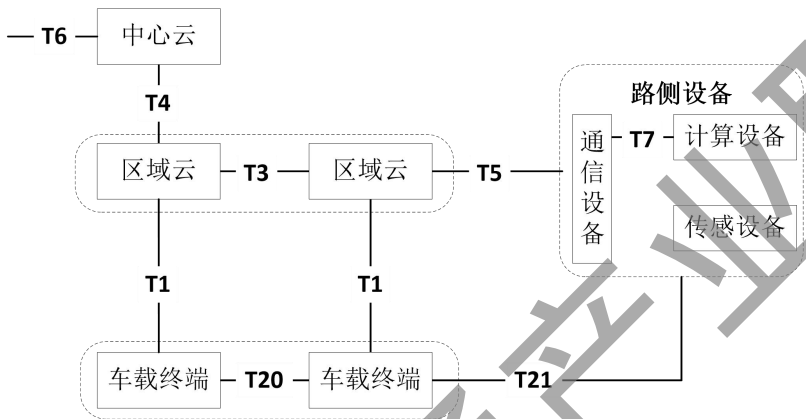 T6
中心云
T4
路侧设备
通信设备
T7
计算设备
区域云
T3
区域云
T5
传感设备
T1
T1
车载终端
T20
车载终端
T21
产业